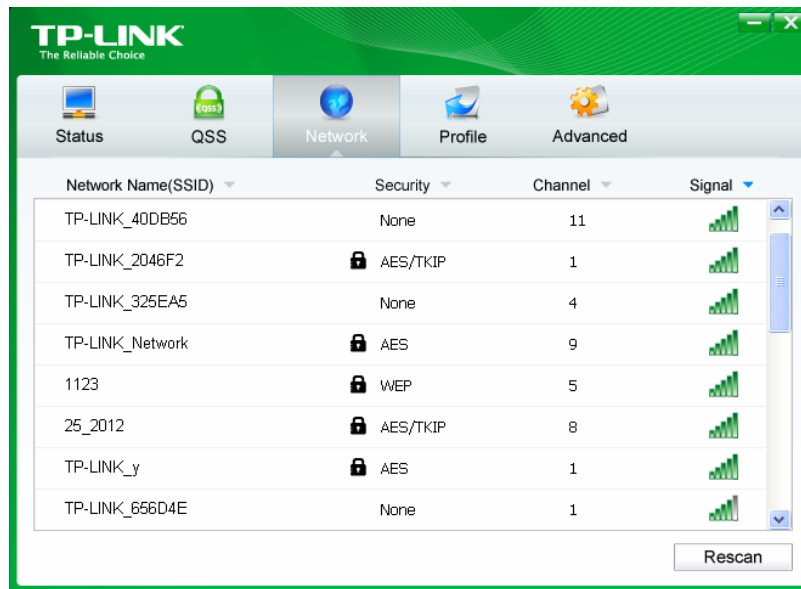 TP-LINK
The Reliable Choice
Status QSS Network Profile Advanced
Network Name(SSID) Security Channel Signal
TP-LINK_40DB56 None 11
TP-LINK_2046F2 AES/TKIP 1
TP-LINK_325EA5 None 4
TP-LINK_Network AES 9
1123 WEP 5
25_2012 AES/TKIP 8
TP-LINK_y AES 1
TP-LINK_656D4E None 1
Rescan